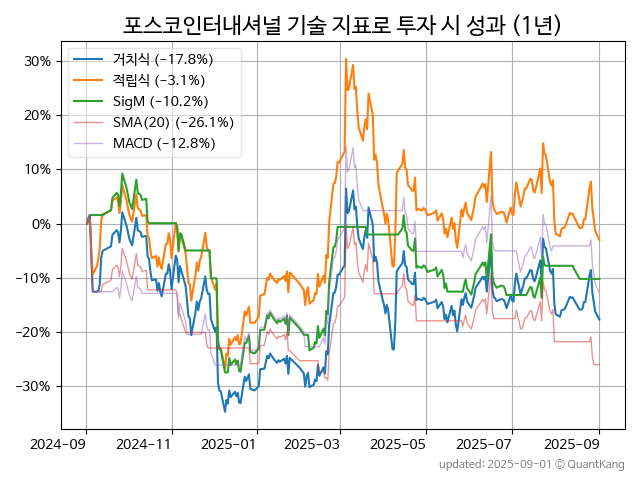 포스코인터내셔널 기술 지표로 투자 시 성과 (1년)
30%
20%
10%
0%
−10%
−20%
−30%
거치식 (−17.8%)
적립식 (−3.1%)
SigM (−10.2%)
SMA(20) (−26.1%)
MACD (−12.8%)
2024-09 2024-11 2025-01 2025-03 2025-05 2025-07 2025-09
updated: 2025-09-01 © QuantKang